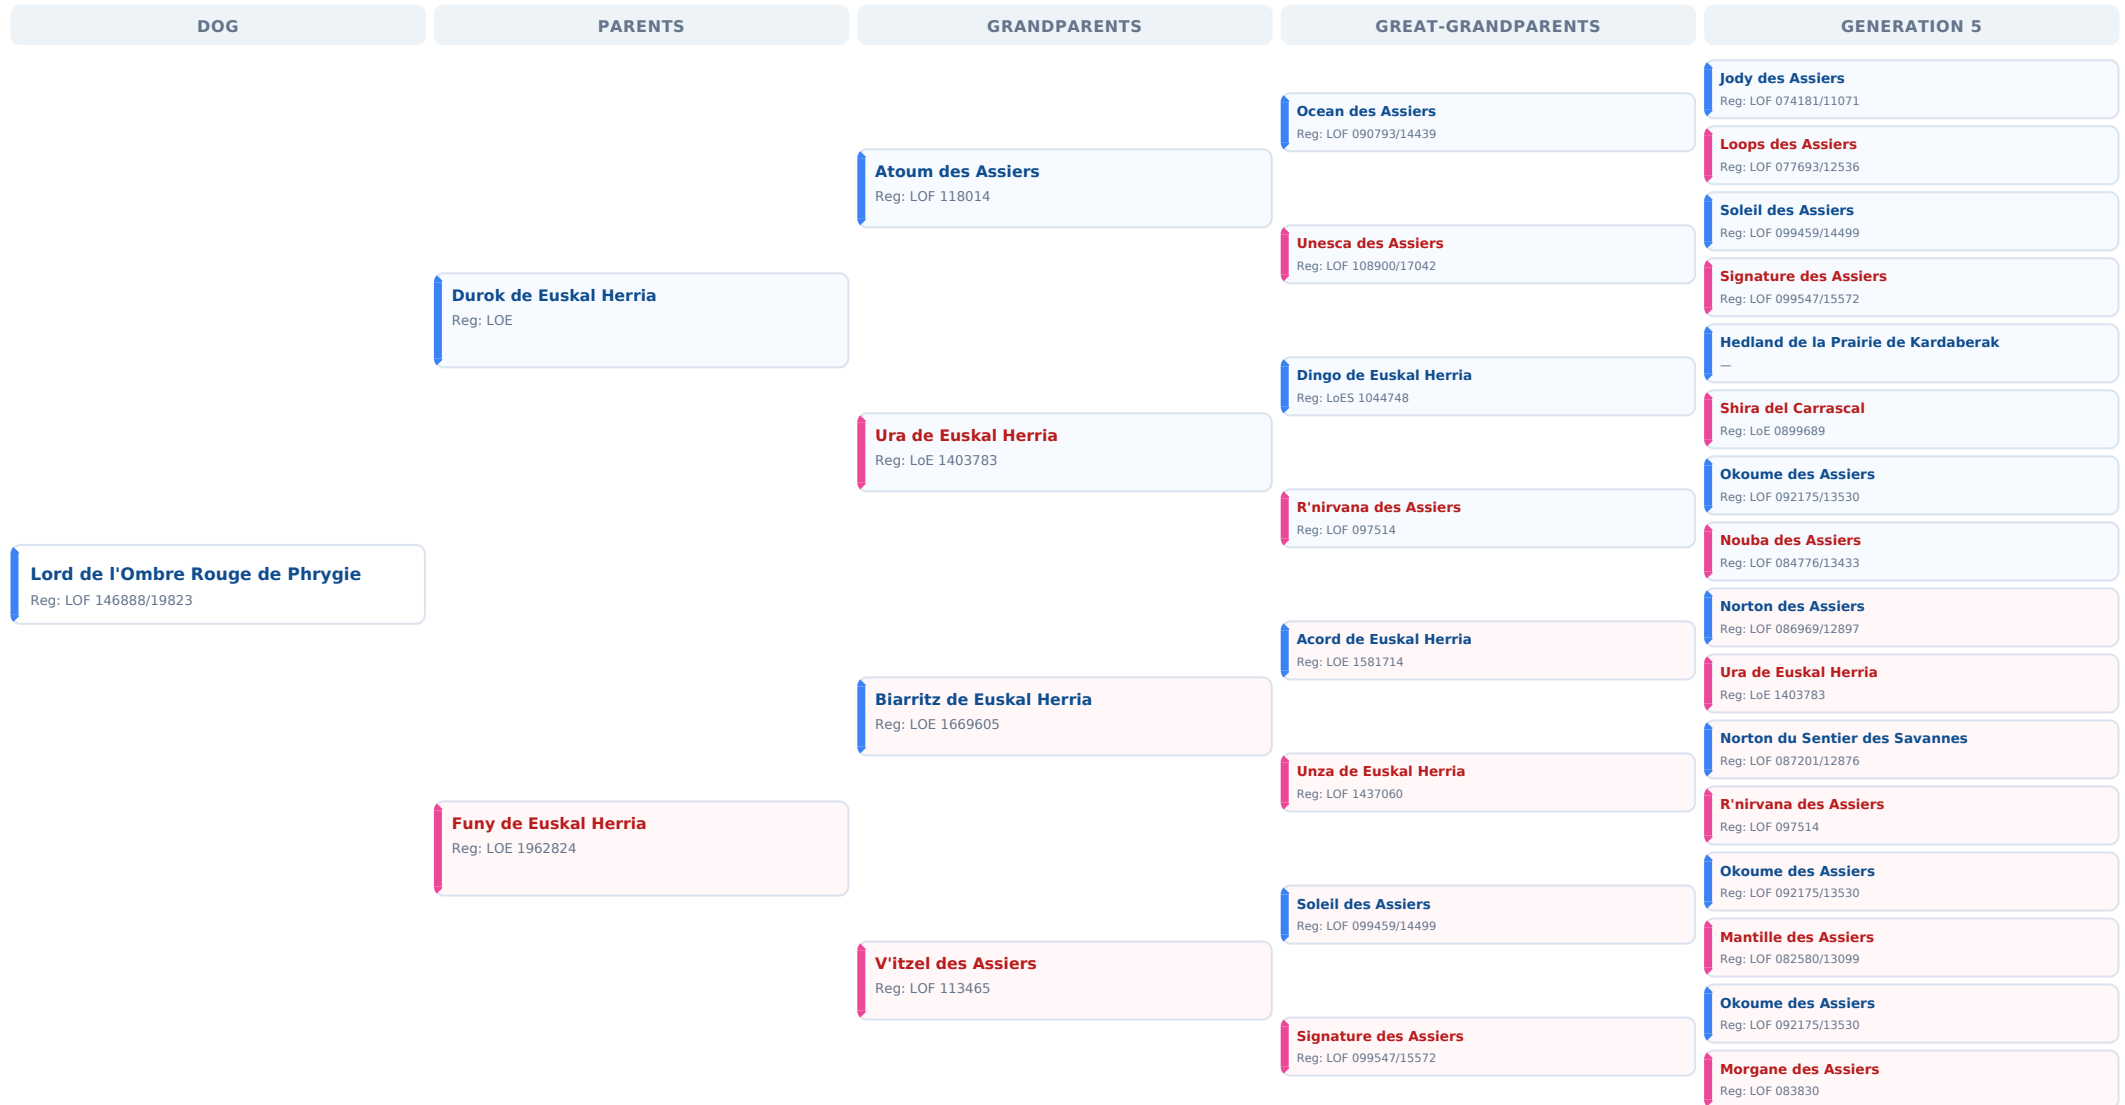 DOG
PARENTS
GRANDPARENTS
GREAT-GRANDPARENTS
GENERATION 5
Lord de l'Ombre Rouge de Phrygie
Reg: LOF 146888/19823
Durok de Euskal Herria
Reg: LOE
Funy de Euskal Herria
Reg: LOE 1962824
Atoum des Assiers
Reg: LOF 118014
Ura de Euskal Herria
Reg: LoE 1403783
Biarritz de Euskal Herria
Reg: LOE 1669605
V'itzel des Assiers
Reg: LOF 113465
Ocean des Assiers
Reg: LOF 090793/14439
Unesca des Assiers
Reg: LOF 108900/17042
Dingo de Euskal Herria
Reg: LoES 1044748
R'nirvana des Assiers
Reg: LOF 097514
Acord de Euskal Herria
Reg: LOE 1581714
Unza de Euskal Herria
Reg: LOF 1437060
Soleil des Assiers
Reg: LOF 099459/14499
Signature des Assiers
Reg: LOF 099547/15572
Jody des Assiers
Reg: LOF 074181/11071
Loops des Assiers
Reg: LOF 077693/12536
Soleil des Assiers
Reg: LOF 099459/14499
Signature des Assiers
Reg: LOF 099547/15572
Hedland de la Prairie de Kardaberak
—
Shira del Carrascal
Reg: LoE 0899689
Okoume des Assiers
Reg: LOF 092175/13530
Nouba des Assiers
Reg: LOF 084776/13433
Norton des Assiers
Reg: LOF 086969/12897
Ura de Euskal Herria
Reg: LoE 1403783
Norton du Sentier des Savannes
Reg: LOF 087201/12876
R'nirvana des Assiers
Reg: LOF 097514
Okoume des Assiers
Reg: LOF 092175/13530
Mantille des Assiers
Reg: LOF 082580/13099
Okoume des Assiers
Reg: LOF 092175/13530
Morgane des Assiers
Reg: LOF 083830